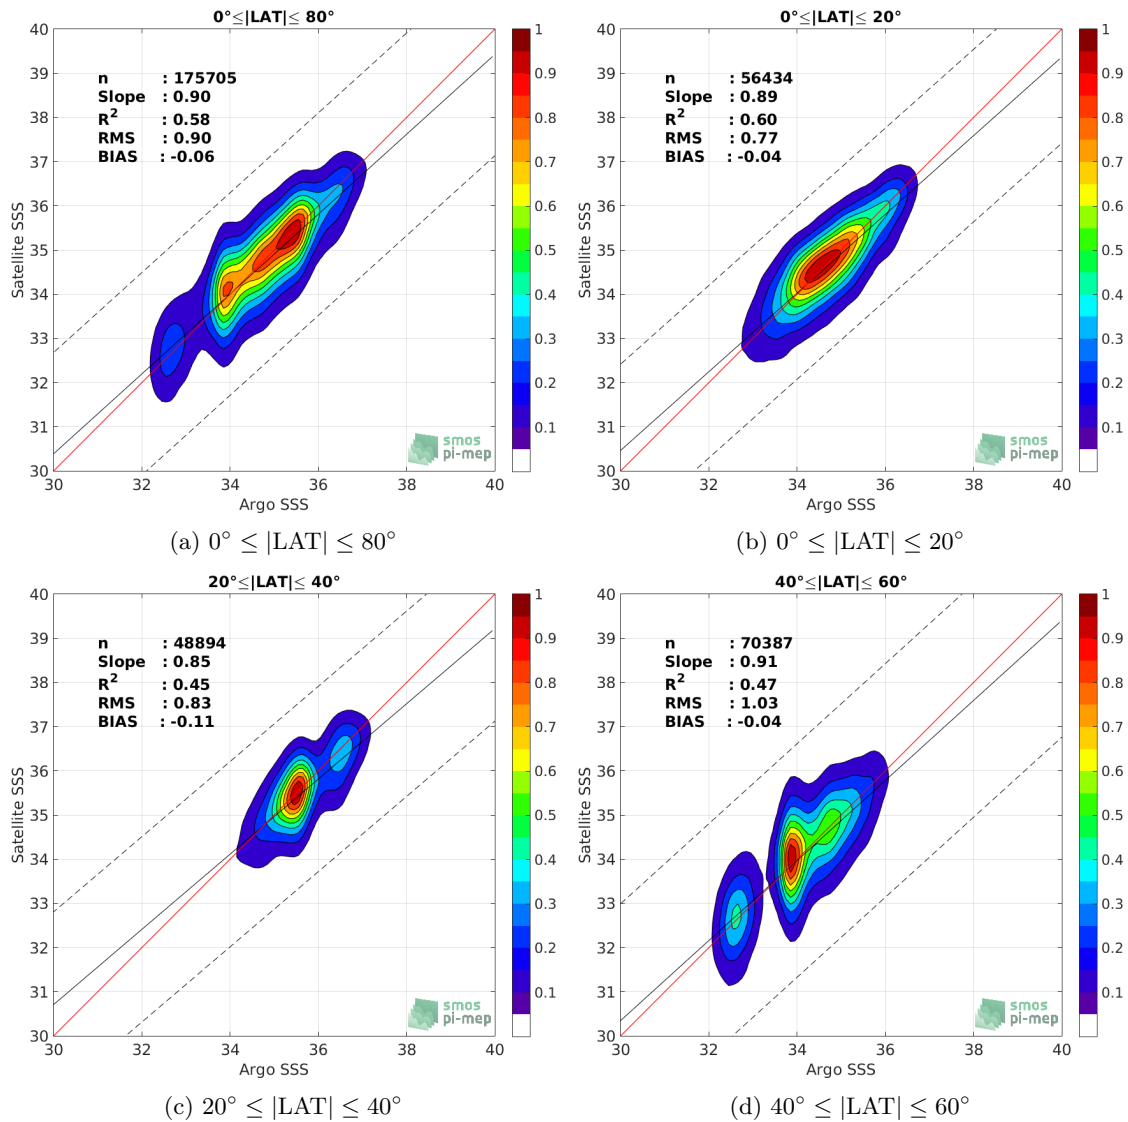 0°≤|LAT|≤ 80°
n : 175705
Slope : 0.90
R2 : 0.58
RMS : 0.90
BIAS : -0.06
Satellite SSS
40
39
38
37
36
35
34
33
32
31
30
30 32 34 36 38 40
Argo SSS
1
0.9
0.8
0.7
0.6
0.5
0.4
0.3
0.2
0.1
smos
pi-mep
(a) 0° ≤ |LAT| ≤ 80°
0°≤|LAT|≤ 20°
n : 56434
Slope : 0.89
R2 : 0.60
RMS : 0.77
BIAS : -0.04
Satellite SSS
40
39
38
37
36
35
34
33
32
31
30
30 32 34 36 38 40
Argo SSS
1
0.9
0.8
0.7
0.6
0.5
0.4
0.3
0.2
0.1
smos
pi-mep
(b) 0° ≤ |LAT| ≤ 20°
20°≤|LAT|≤ 40°
n : 48894
Slope : 0.85
R2 : 0.45
RMS : 0.83
BIAS : -0.11
Satellite SSS
40
39
38
37
36
35
34
33
32
31
30
30 32 34 36 38 40
Argo SSS
1
0.9
0.8
0.7
0.6
0.5
0.4
0.3
0.2
0.1
smos
pi-mep
(c) 20° ≤ |LAT| ≤ 40°
40°≤|LAT|≤ 60°
n : 70387
Slope : 0.91
R2 : 0.47
RMS : 1.03
BIAS : -0.04
Satellite SSS
40
39
38
37
36
35
34
33
32
31
30
30 32 34 36 38 40
Argo SSS
1
0.9
0.8
0.7
0.6
0.5
0.4
0.3
0.2
0.1
smos
pi-mep
(d) 40° ≤ |LAT| ≤ 60°